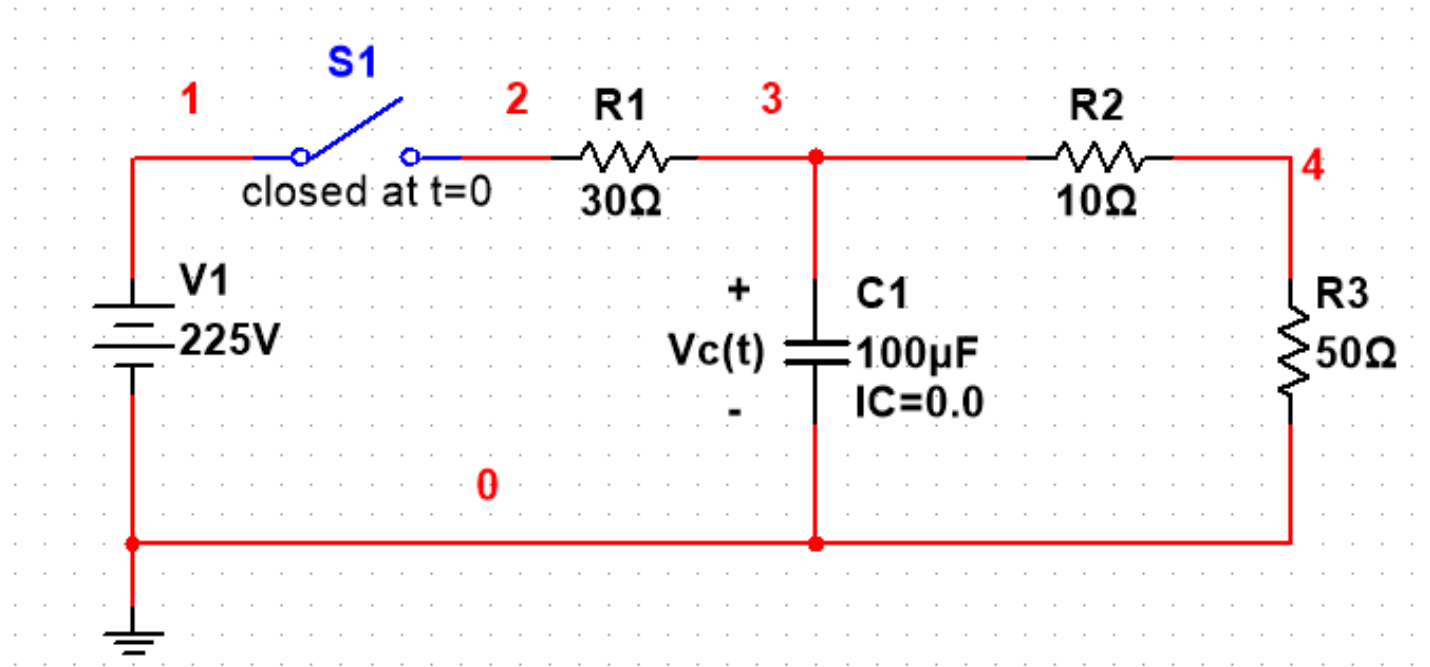 S1
1
2
R1
3
R2
4
closed at t=0
30Ω
10Ω
V1
225V
+
Vc(t)
-
C1
100µF
IC=0.0
R3
50Ω
0